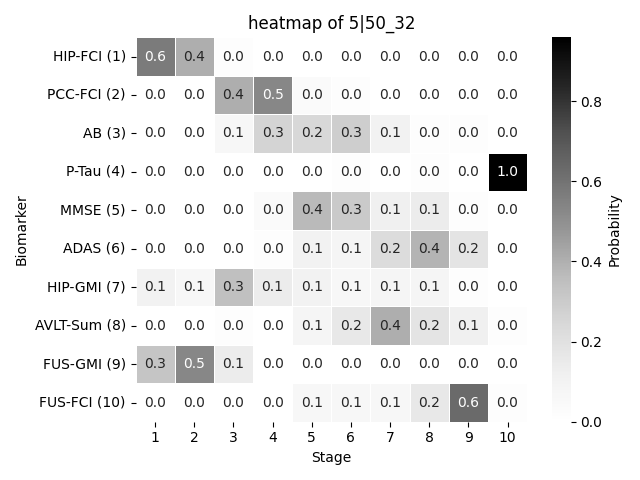 heatmap of 5|50_32
HIP-FCI (1) 0.6 0.4 0.0 0.0 0.0 0.0 0.0 0.0 0.0 0.0
PCC-FCI (2) 0.0 0.0 0.4 0.5 0.0 0.0 0.0 0.0 0.0 0.0
AB (3) 0.0 0.0 0.1 0.3 0.2 0.3 0.1 0.0 0.0 0.0
P-Tau (4) 0.0 0.0 0.0 0.0 0.0 0.0 0.0 0.0 0.0 1.0
MMSE (5) 0.0 0.0 0.0 0.0 0.4 0.3 0.1 0.1 0.0 0.0
ADAS (6) 0.0 0.0 0.0 0.0 0.1 0.1 0.2 0.4 0.2 0.0
HIP-GMI (7) 0.1 0.1 0.3 0.1 0.1 0.1 0.1 0.1 0.0 0.0
AVLT-Sum (8) 0.0 0.0 0.0 0.0 0.1 0.2 0.4 0.2 0.1 0.0
FUS-GMI (9) 0.3 0.5 0.1 0.0 0.0 0.0 0.0 0.0 0.0 0.0
FUS-FCI (10) 0.0 0.0 0.0 0.0 0.1 0.1 0.1 0.2 0.6 0.0
1 2 3 4 5 6 7 8 9 10
Stage
Biomarker
0.8
0.6
0.4
0.2
0.0
Probability